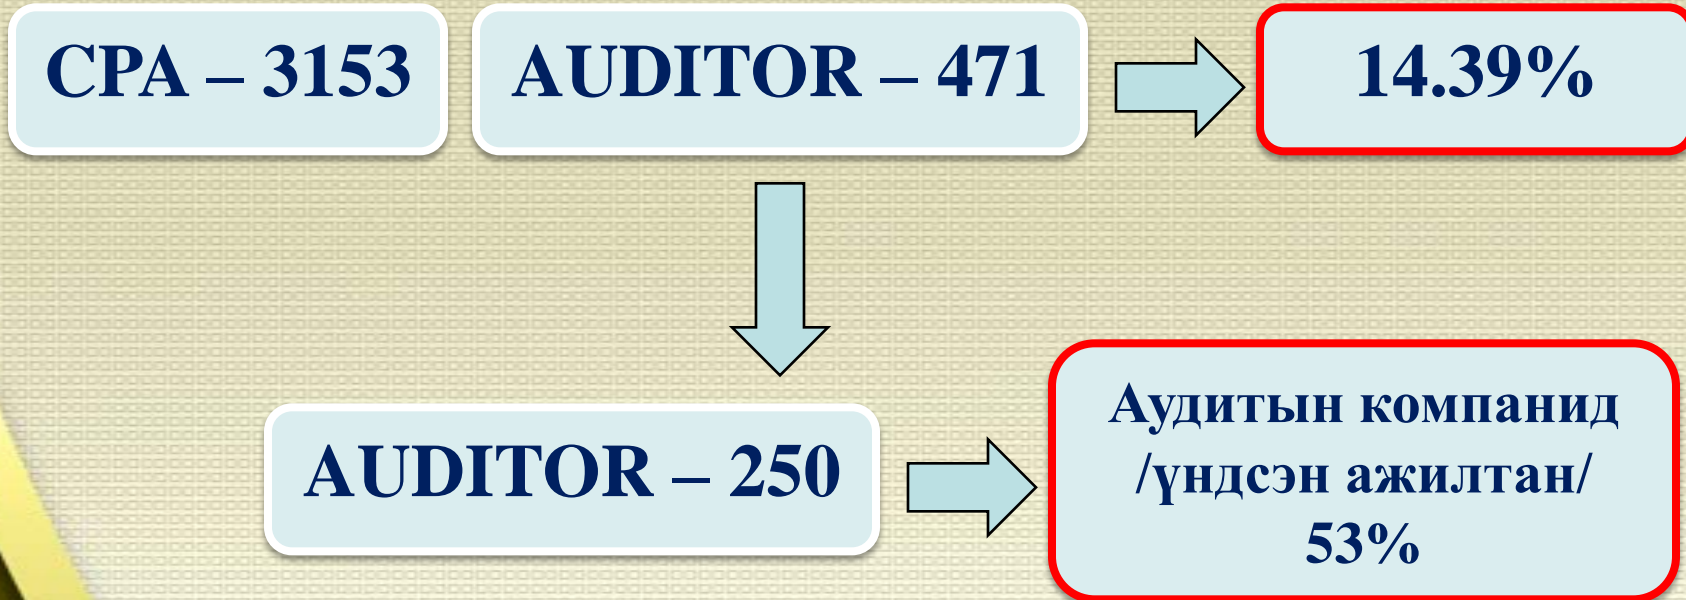 CPA – 3153
AUDITOR – 471
14.39%
AUDITOR – 250
Аудитын компанид
/үндсэн ажилтан/
53%